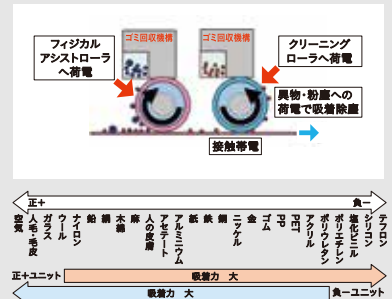 ゴミ回収機構
ゴミ回収機構
フィジカル
アシストローラ
へ荷電
クリーニング
ローラへ荷電
異物・粉塵への
荷電で吸着除塵
接触帯電
正+
負−
空気
人毛・毛皮
ガラス
ウール
ナイロン
鉛
絹
木綿
麻
人の皮膚
アセテート
アルミニウム
紙
鉄
銅
ニッケル
金
ゴム
PP
PET
アクリル
ポリウレタン
ポリエチレン
塩化ビニル
シリコン
テフロン
正+ユニット
吸着力 大
吸着力 大
負−ユニット